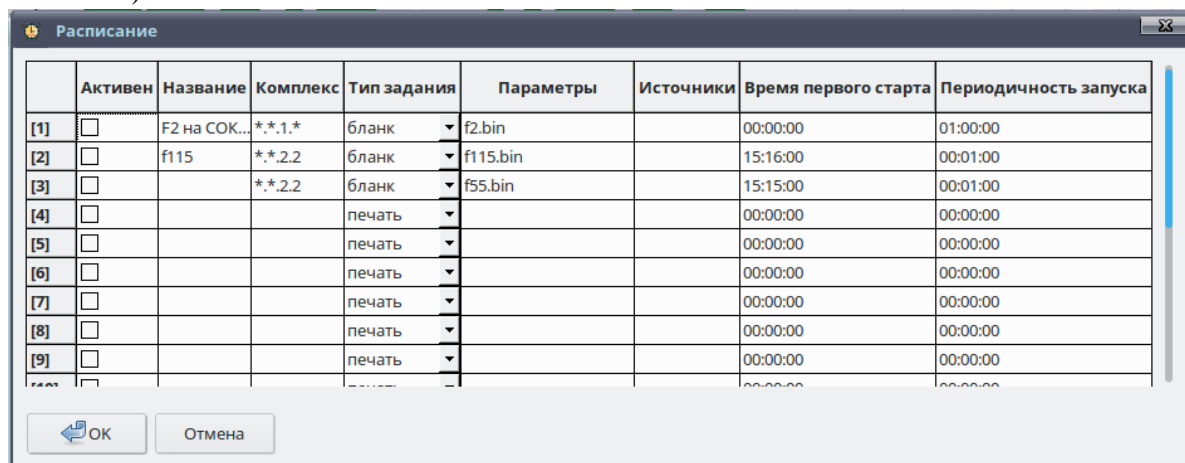 )
Расписание
Активен Название Комплекс Тип задания Параметры Источники Время первого старта Периодичность запуска
[1] F2 на СОК... *.*.1.* бланк f2.bin 00:00:00 01:00:00
[2] f115 *.*.2.2 бланк f115.bin 15:16:00 00:01:00
[3] *.*.2.2 бланк f55.bin 15:15:00 00:01:00
[4] печать 00:00:00 00:00:00
[5] печать 00:00:00 00:00:00
[6] печать 00:00:00 00:00:00
[7] печать 00:00:00 00:00:00
[8] печать 00:00:00 00:00:00
[9] печать 00:00:00 00:00:00
OK Отмена